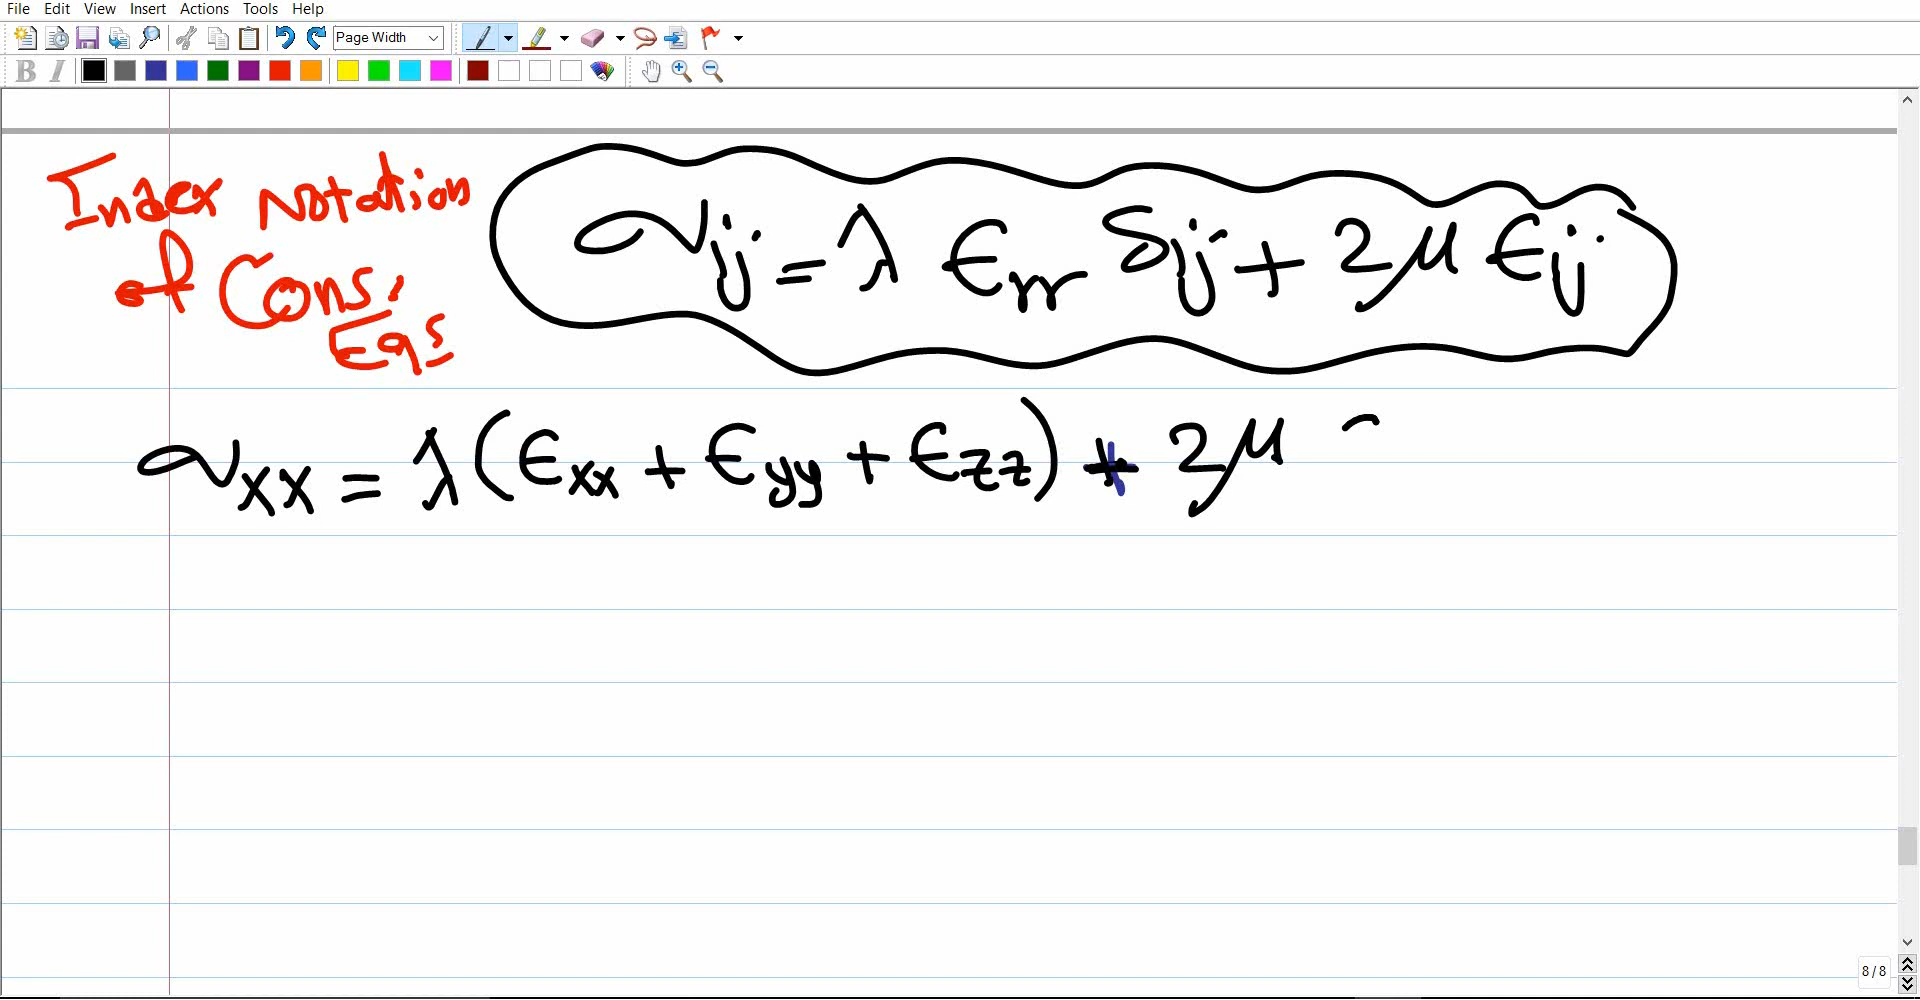 File Edit View Insert Actions Tools Help
Page Width
B I
Index Notation
of Cons.
Eqs
σij = λ ϵrr δij + 2μ ϵij
σxx = λ(ϵxx + ϵyy + ϵzz) + 2μ
8 / 8